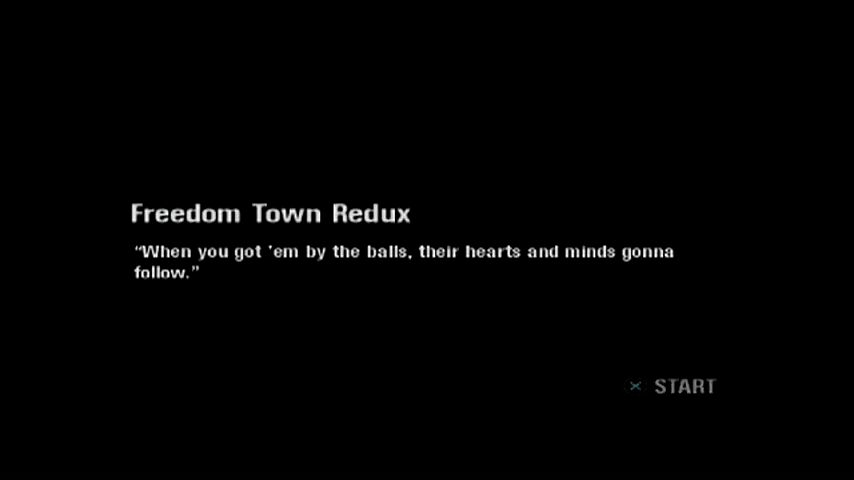 Freedom Town Redux
“When you got 'em by the balls, their hearts and minds gonna
follow.”
× START